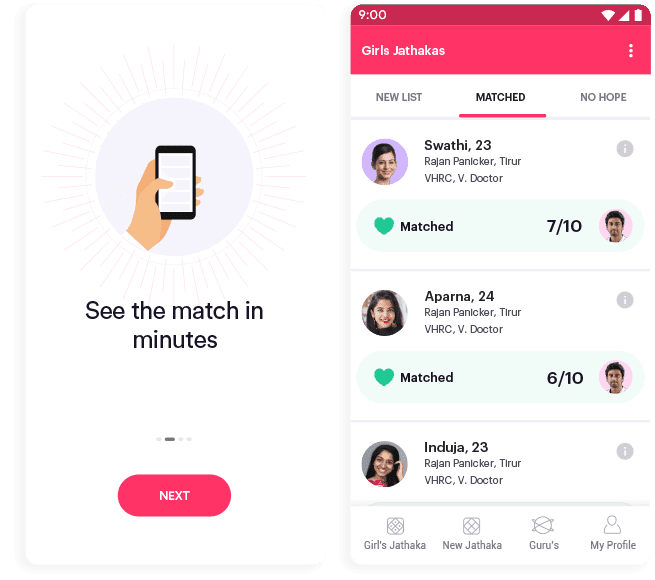 See the match in
minutes
NEXT
9:00
Girls Jathakas
NEW LIST MATCHED NO HOPE
Swathi, 23
Rajan Panicker, Tirur
VHRC, V. Doctor
Matched 7/10
Aparna, 24
Rajan Panicker, Tirur
VHRC, V. Doctor
Matched 6/10
Induja, 23
Rajan Panicker, Tirur
VHRC, V. Doctor
Girl's Jathaka New Jathaka Guru's My Profile